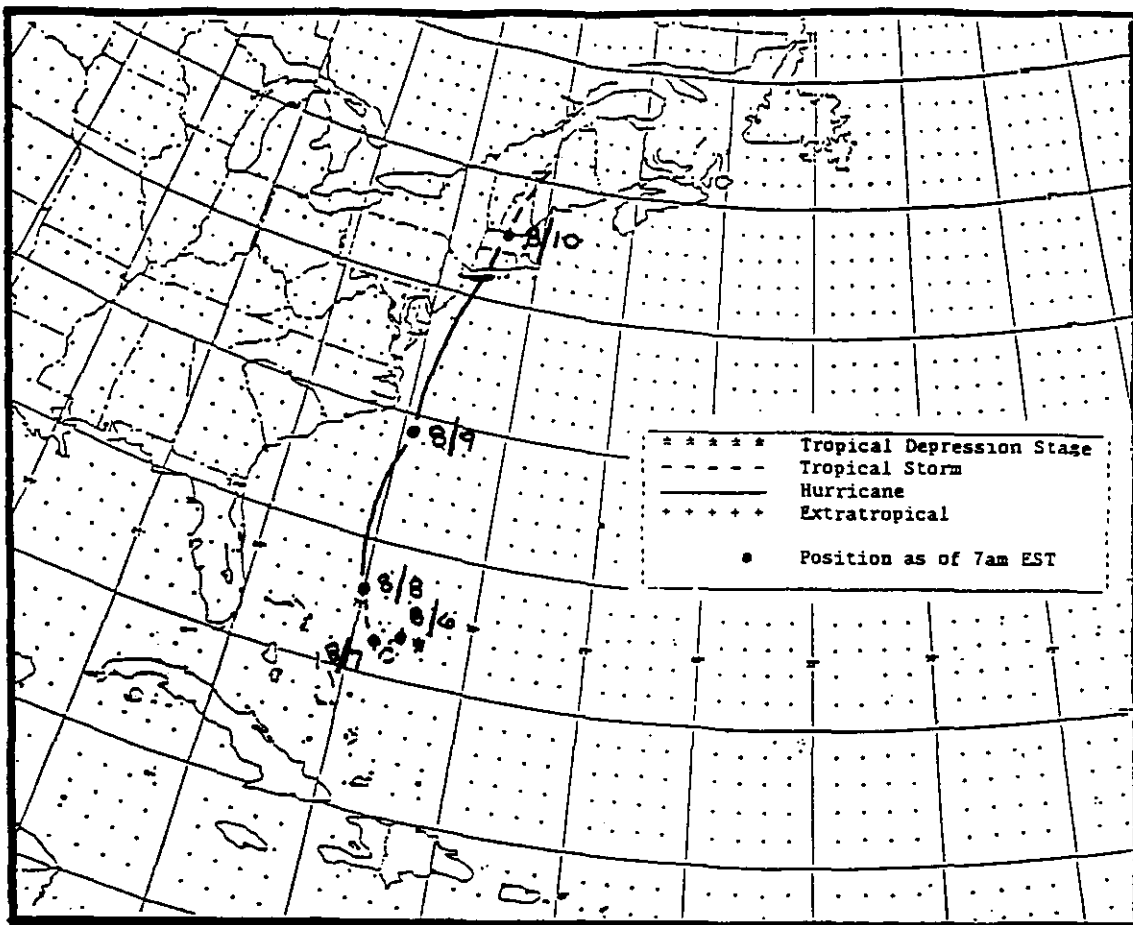 8/10
8/9
* * * * * Tropical Depression Stage
- - - - - Tropical Storm
Hurricane
+ + + + + Extratropical
● Position as of 7am EST
8/8
8/6
8/7